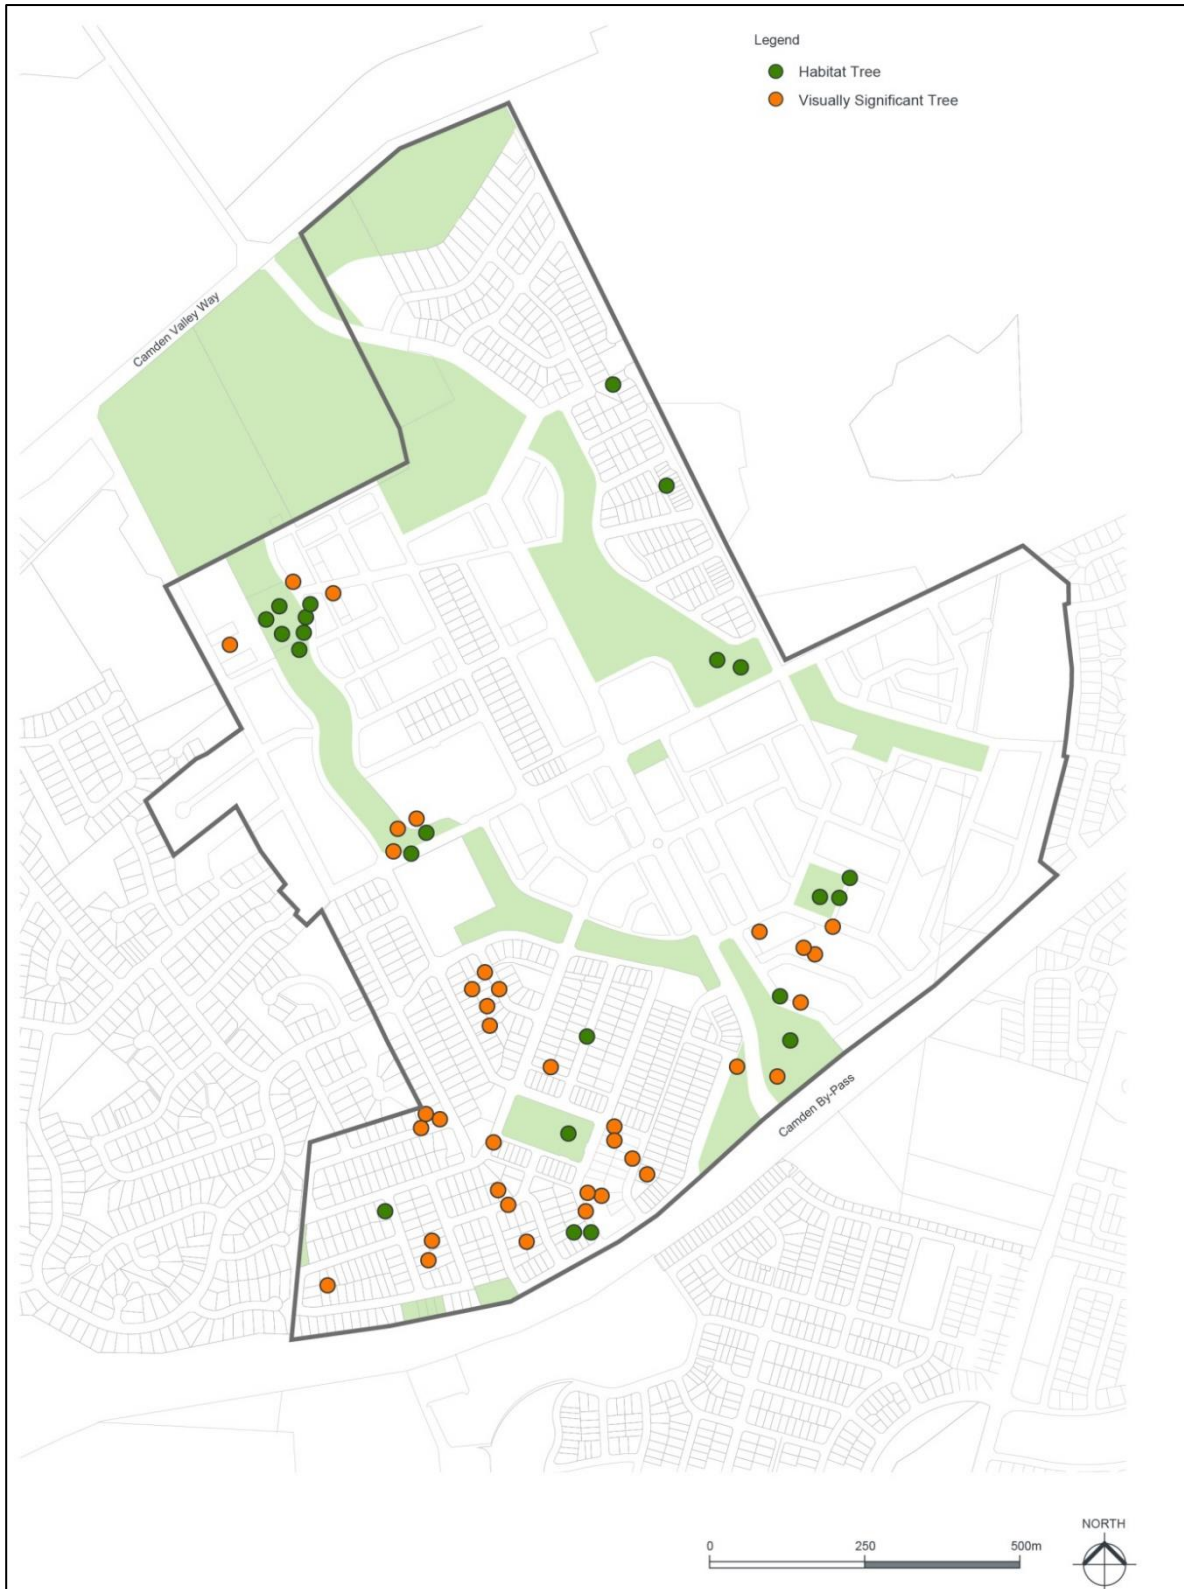 Legend
Habitat Tree
Visually Significant Tree
Camden Valley Way
Camden By-Pass
NORTH
0 250 500m